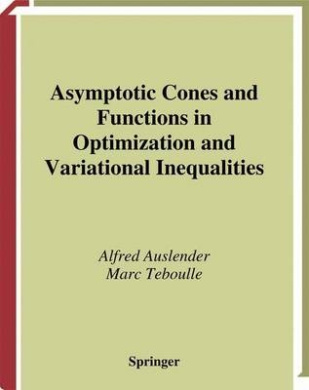 Asymptotic Cones and
Functions in
Optimization and
Variational Inequalities
Alfred Auslender
Marc Teboulle
Springer